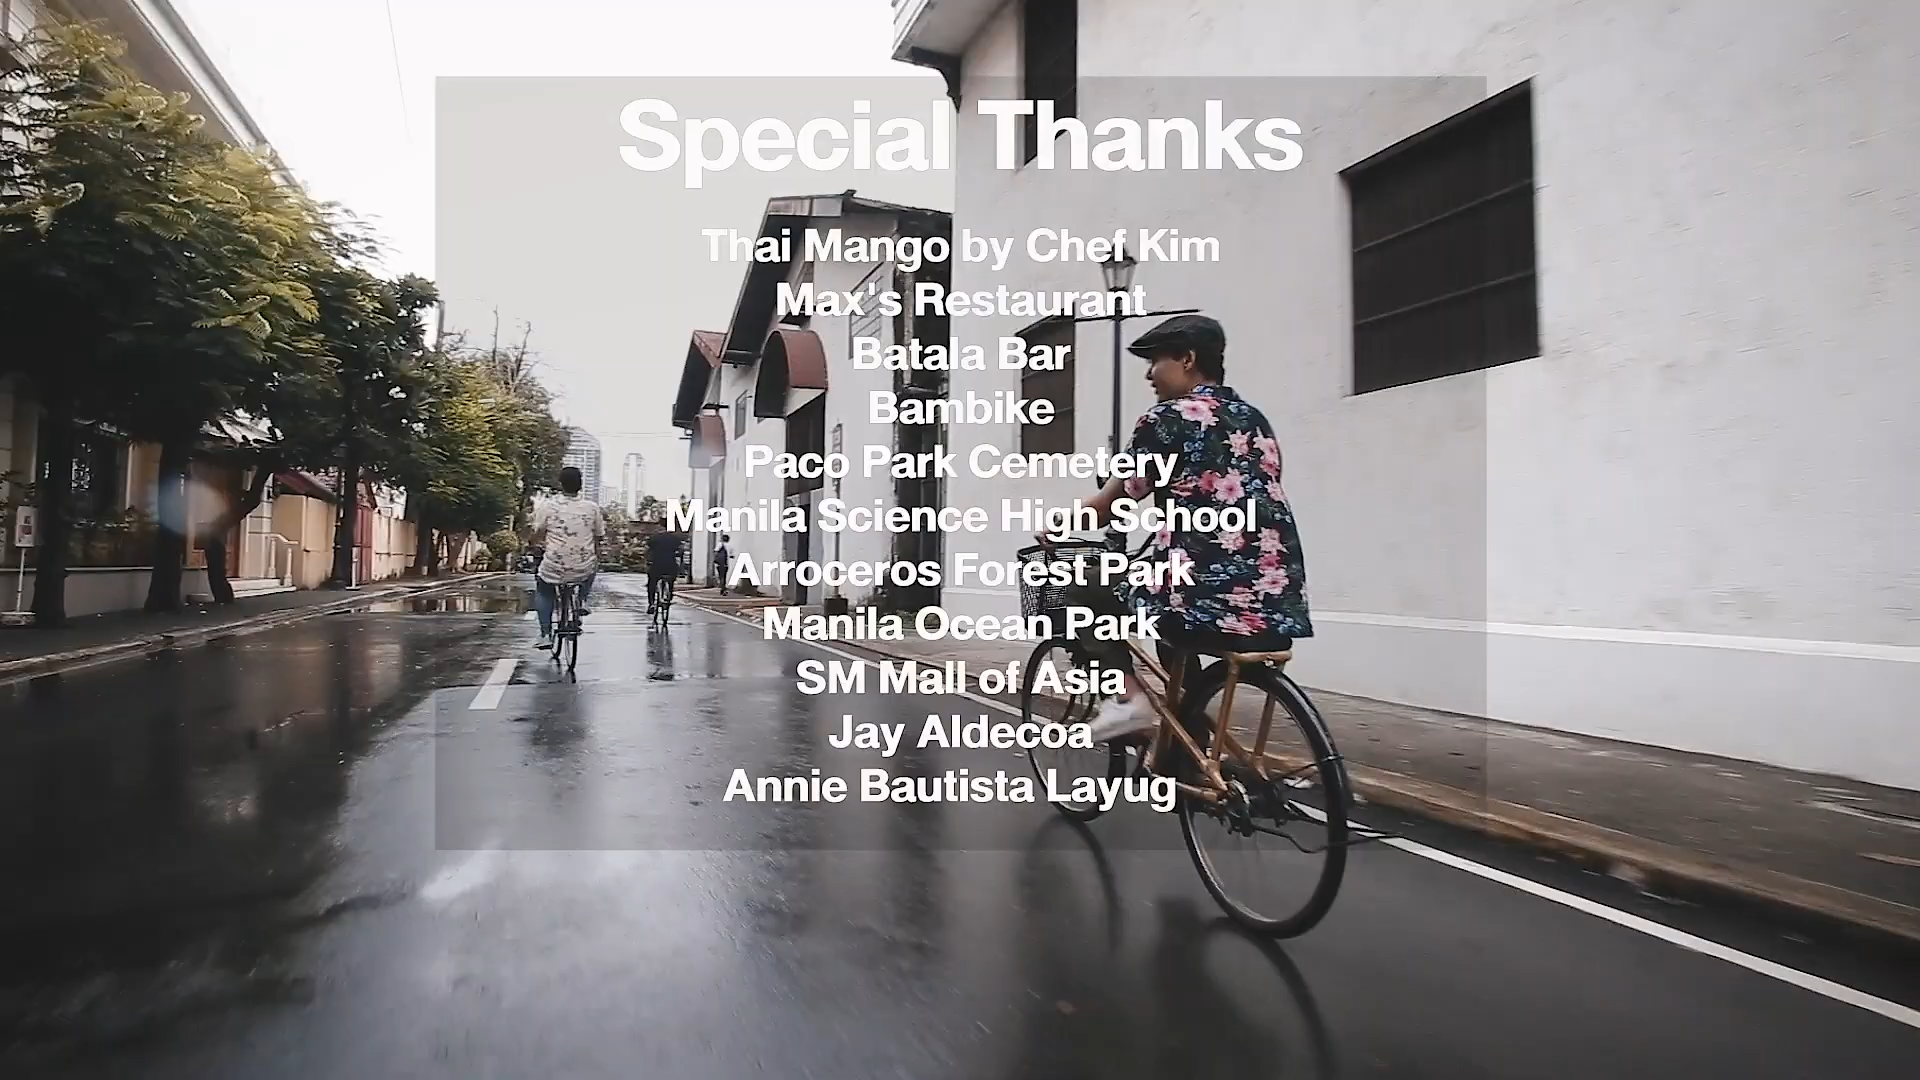 Special Thanks
Thai Mango by Chef Kim
Max's Restaurant
Batala Bar
Bambike
Paco Park Cemetery
Manila Science High School
Arroceros Forest Park
Manila Ocean Park
SM Mall of Asia
Jay Aldecoa
Annie Bautista Layug